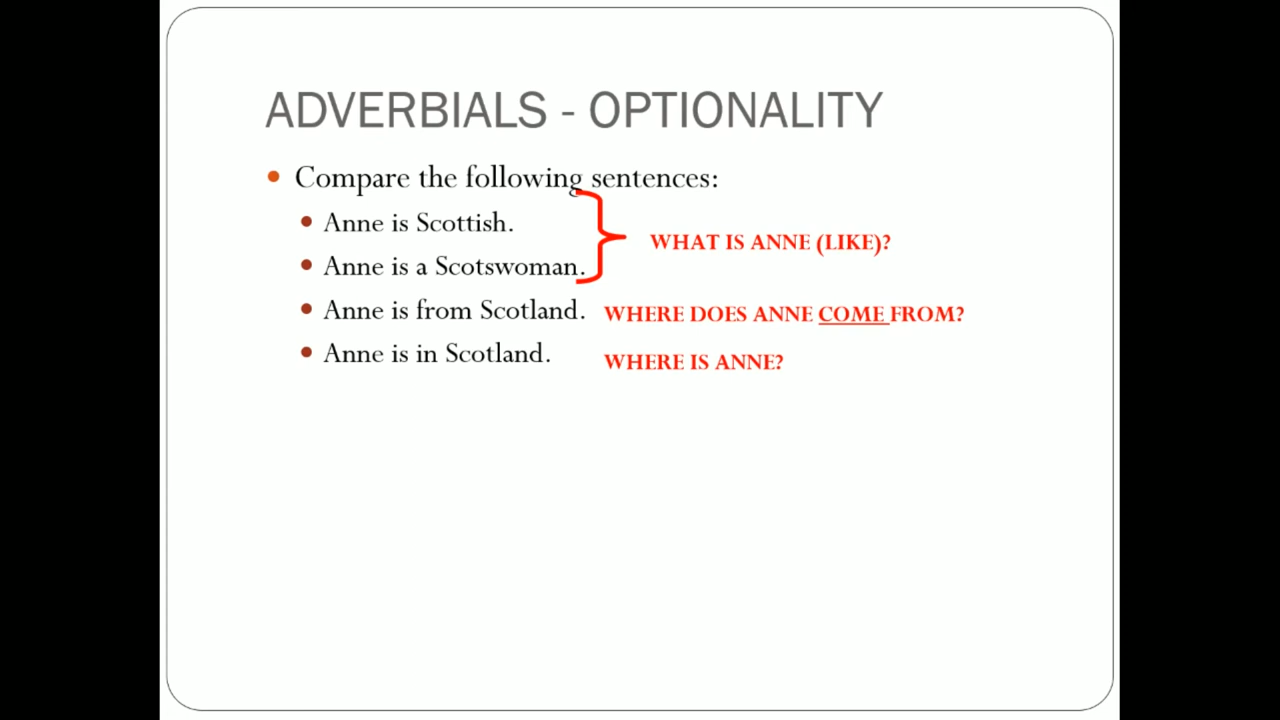 ADVERBIALS - OPTIONALITY
Compare the following sentences:
Anne is Scottish.
WHAT IS ANNE (LIKE)?
Anne is a Scotswoman.
Anne is from Scotland. WHERE DOES ANNE COME FROM?
Anne is in Scotland. WHERE IS ANNE?